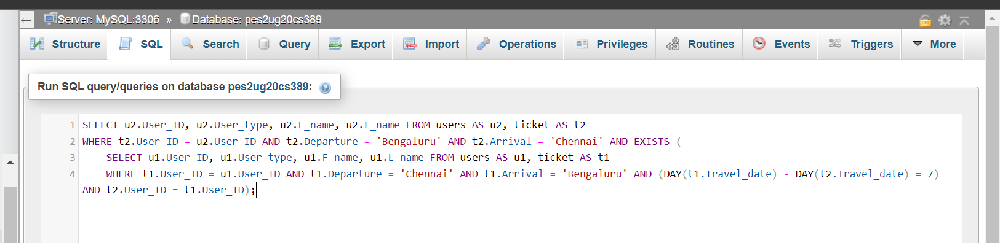 ← Server: MySQL:3306 » Database: pes2ug20cs389
Structure SQL Search Query Export Import Operations Privileges Routines Events Triggers More
Run SQL query/queries on database pes2ug20cs389:
1 SELECT u2.User_ID, u2.User_type, u2.F_name, u2.L_name FROM users AS u2, ticket AS t2
2 WHERE t2.User_ID = u2.User_ID AND t2.Departure = 'Bengaluru' AND t2.Arrival = 'Chennai' AND EXISTS (
3 SELECT u1.User_ID, u1.User_type, u1.F_name, u1.L_name FROM users AS u1, ticket AS t1
4 WHERE t1.User_ID = u1.User_ID AND t1.Departure = 'Chennai' AND t1.Arrival = 'Bengaluru' AND (DAY(t1.Travel_date) - DAY(t2.Travel_date) = 7)
AND t2.User_ID = t1.User_ID);